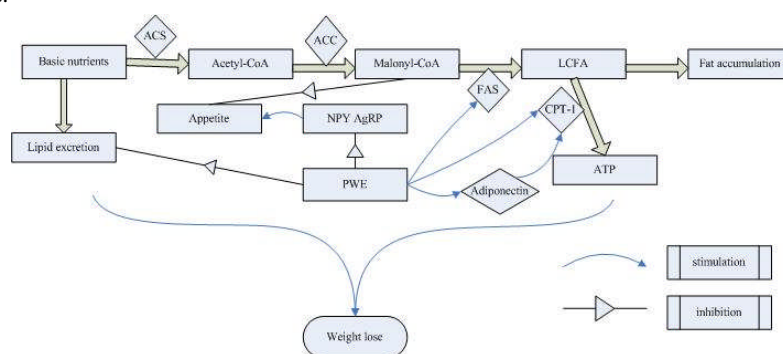 ACS
ACC
Basic nutrients
Acetyl-CoA
Malonyl-CoA
LCFA
Fat accumulation
FAS
CPT-1
Appetite
NPY AgRP
Lipid excretion
PWE
Adiponectin
ATP
stimulation
inhibition
Weight lose